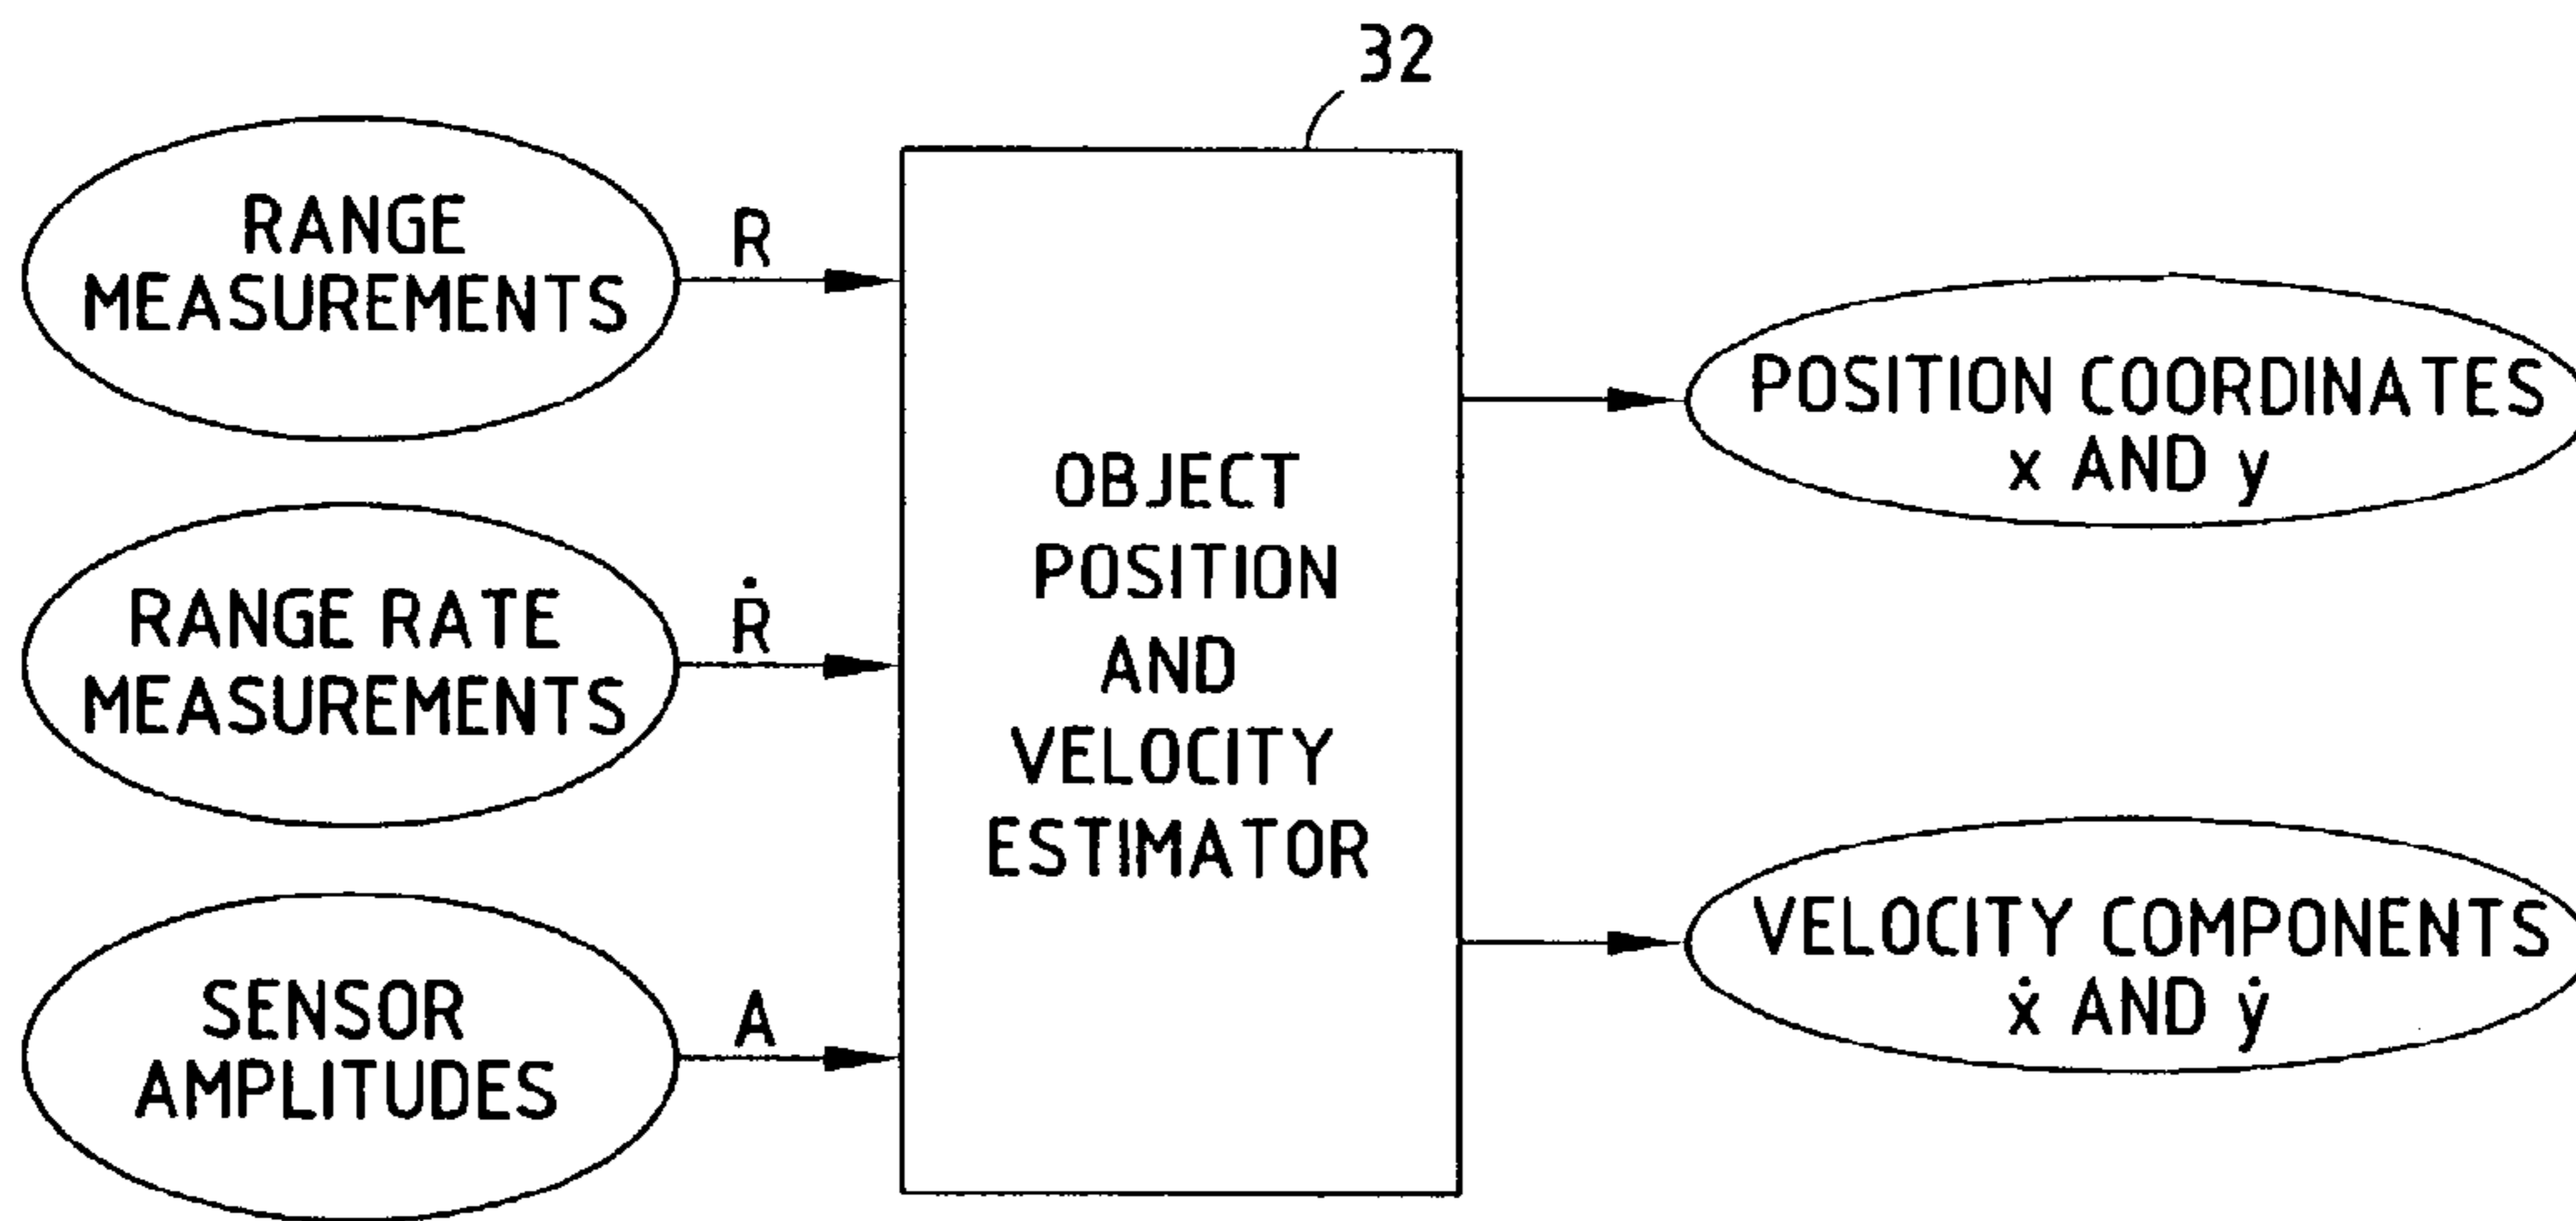 32
RANGE
MEASUREMENTS
R
RANGE RATE
MEASUREMENTS
Ṙ
SENSOR
AMPLITUDES
A
OBJECT
POSITION
AND
VELOCITY
ESTIMATOR
POSITION COORDINATES
x AND y
VELOCITY COMPONENTS
ẋ AND ẏ